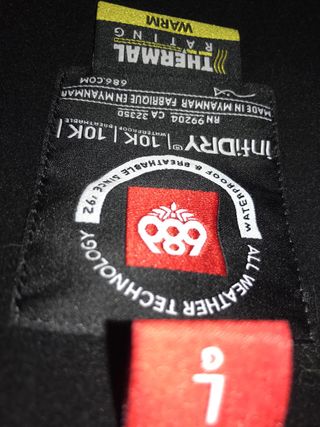 L
ALL WEATHER TECHNOLOGY
686
WATERPROOF & BREATHABLE SINCE '92
infiDRY® | 10K | 10K |
WATERPROOF BREATHABLE
RN 99204 CA 32350
MADE IN MYANMAR FABRIQUE EN MYANMAR
686.COM
THERMAL
RATING
WARM